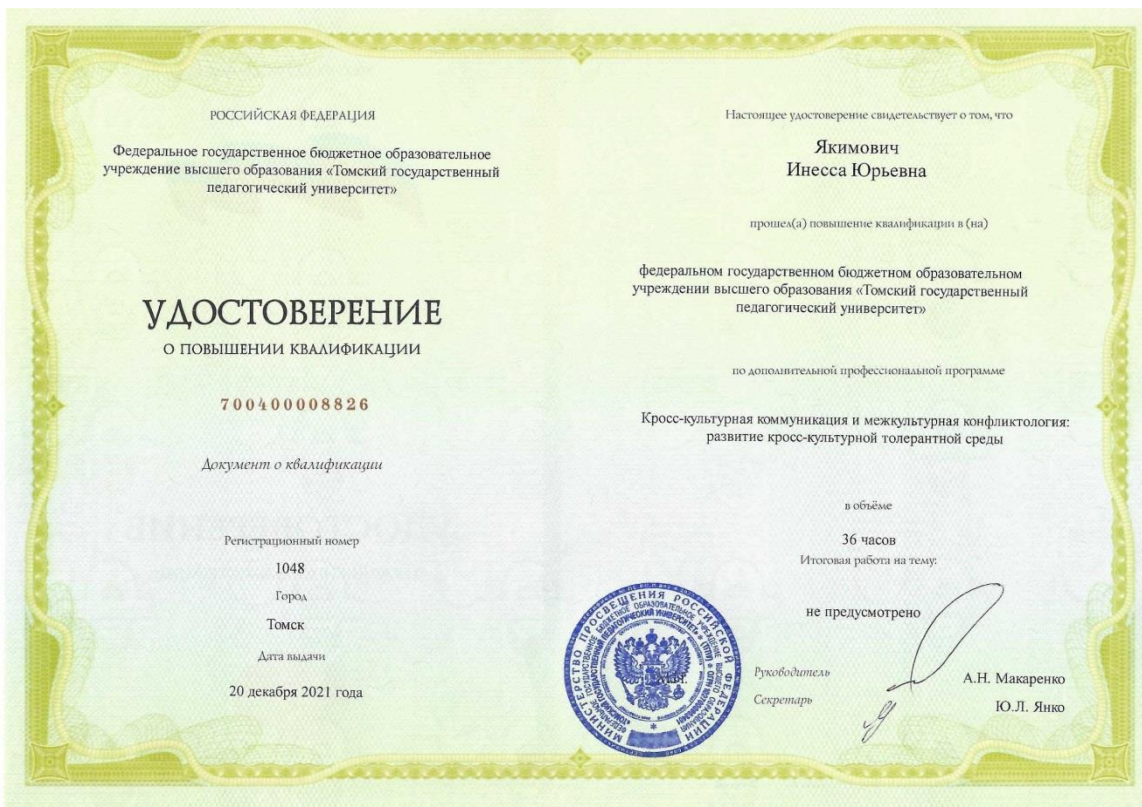 РОССИЙСКАЯ ФЕДЕРАЦИЯ
Федеральное государственное бюджетное образовательное
учреждение высшего образования «Томский государственный
педагогический университет»
УДОСТОВЕРЕНИЕ
О ПОВЫШЕНИИ КВАЛИФИКАЦИИ
700400008826
Документ о квалификации
Регистрационный номер
1048
Город
Томск
Дата выдачи
20 декабря 2021 года
Настоящее удостоверение свидетельствует о том, что
Якимович
Инесса Юрьевна
прошел(а) повышение квалификации в (на)
федеральном государственном бюджетном образовательном
учреждении высшего образования «Томский государственный
педагогический университет»
по дополнительной профессиональной программе
Кросс-культурная коммуникация и межкультурная конфликтология:
развитие кросс-культурной толерантной среды
в объёме
36 часов
Итоговая работа на тему:
не предусмотрено
Руководитель
А.Н. Макаренко
Секретарь
Ю.Л. Янко
МИНИСТЕРСТВО ПРОСВЕЩЕНИЯ РОССИЙСКОЙ ФЕДЕРАЦИИ